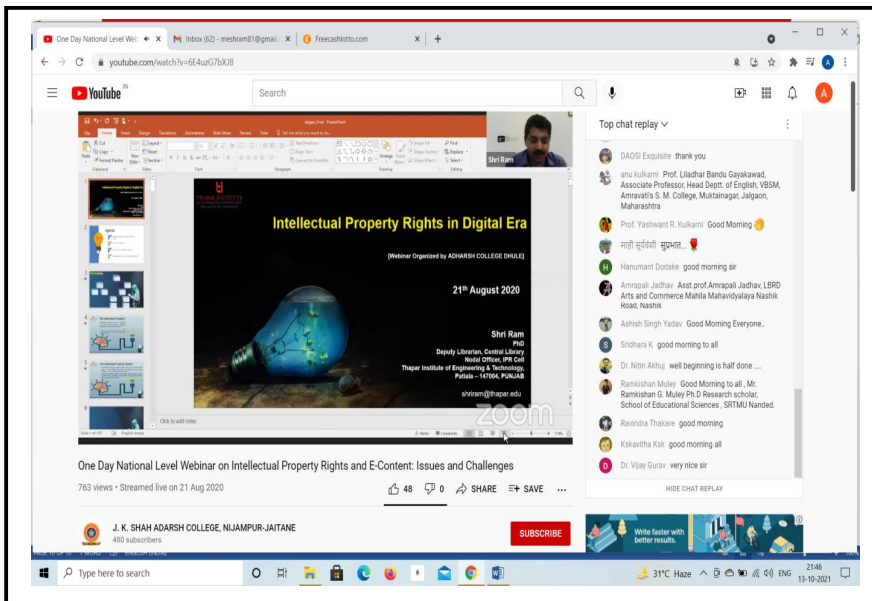 One Day National Level Web
Inbox (62) - meshram81@gmail.
Freecashlotto.com
youtube.com/watch?v=6E4uzG7bXJ8
YouTube IN
Search
A
Shri Ram
THAPAR INSTITUTE
Intellectual Property Rights in Digital Era
[Webinar Organized by ADHARSH COLLEGE DHULE]
21th August 2020
Shri Ram
PhD
Deputy Librarian, Central Library
Nodal Officer, IPR Cell
Thapar Institute of Engineering & Technology,
Patiala – 147004, PUNJAB
shriram@thapar.edu
zoom
Click to add notes
One Day National Level Webinar on Intellectual Property Rights and E-Content: Issues and Challenges
763 views • Streamed live on 21 Aug 2020
48
0
SHARE
SAVE
J. K. SHAH ADARSH COLLEGE, NIJAMPUR-JAITANE
480 subscribers
SUBSCRIBE
Top chat replay
DAOSI Exquisite thank you
anu kulkarni Prof. Liladhar Bandu Gayakawad,
Associate Professor, Head Deptt. of English, VBSM,
Amravati's S. M. College, Muktainagar, Jalgaon,
Maharashtra
Prof. Yashwant R. Kulkarni Good Morning
माही सूर्यवंशी सुप्रभात...
H
Hanumant Dodake good morning sir
Amrapali Jadhav Asst.prof.Amrapali Jadhav, LBRD
Arts and Commerce Mahila Mahavidyalaya Nashik
Road, Nashik
Ashish Singh Yadav Good Morning Everyone..
S
Sridhara K good morning to all
Dr. Nitin Akhuj well beginning is half done ....
Ramkishan Muley Good Morning to all , Mr.
Ramkishan G. Muley Ph.D Research scholar,
School of Educational Sciences , SRTMU Nanded.
Ravindra Thakare good morning
Kskavitha Ksk good morning all
D
Dr. Vijay Gurav very nice sir
HIDE CHAT REPLAY
Write faster with
better results.
Type here to search
31°C Haze
ENG
21:46
13-10-2021